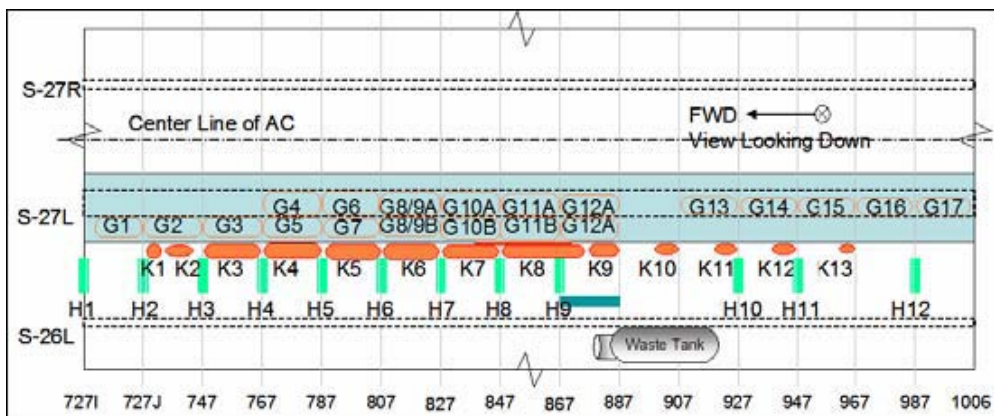 S-27R
Center Line of AC
FWD
View Looking Down
G4 G6 G8/9A G10A G11A G12A G13 G14 G15 G16 G17
S-27L
G1 G2 G3 G5 G7 G8/9B G10B G11B G12A
K1 K2 K3 K4 K5 K6 K7 K8 K9 K10 K11 K12 K13
H1 H2 H3 H4 H5 H6 H7 H8 H9 H10 H11 H12
S-26L
Waste Tank
727I 727J 747 767 787 807 827 847 867 887 907 927 947 967 987 1006